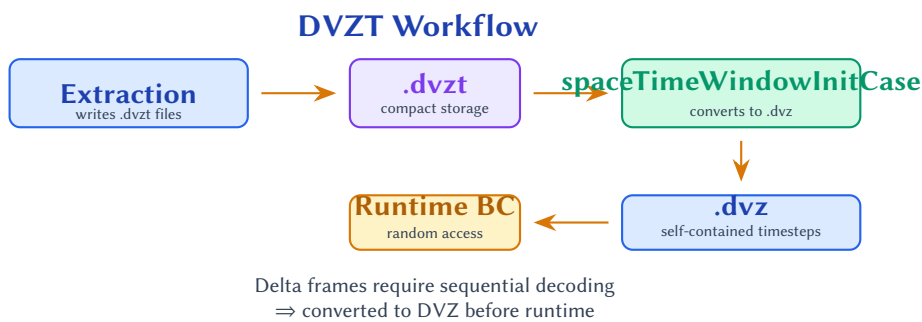 DVZT Workflow
Extraction
writes .dvzt files
.dvzt
compact storage
spaceTimeWindowInitCase
converts to .dvz
Runtime BC
random access
.dvz
self-contained timesteps
Delta frames require sequential decoding
⇒ converted to DVZ before runtime